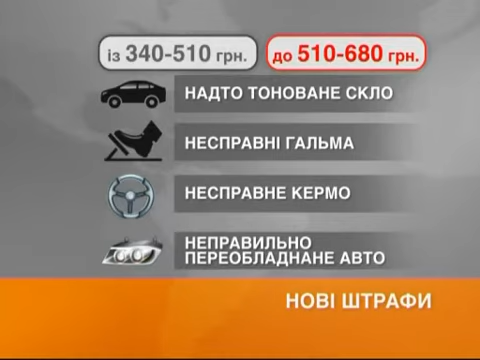 із 340-510 грн. до 510-680 грн.
НАДТО ТОНОВАНЕ СКЛО
НЕСПРАВНІ ГАЛЬМА
НЕСПРАВНЕ КЕРМО
НЕПРАВИЛЬНО
ПЕРЕОБЛАДНАНЕ АВТО
НОВІ ШТРАФИ